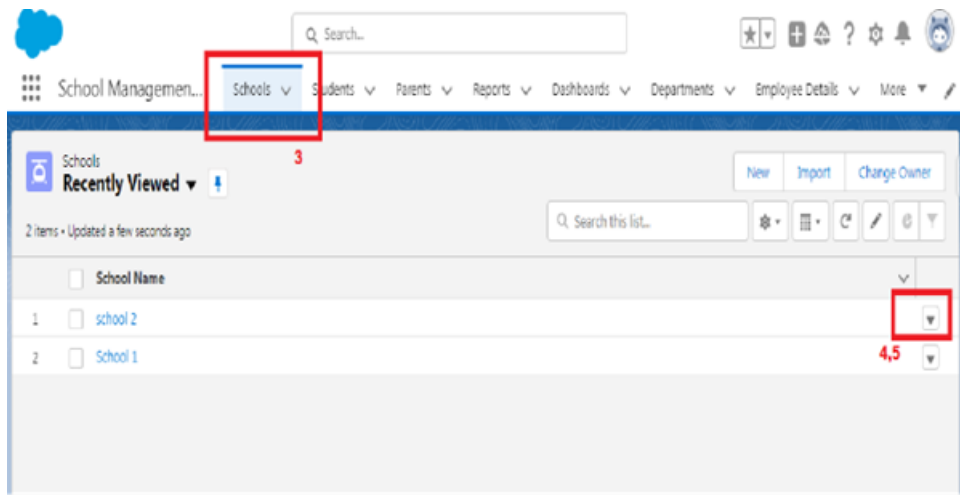 Search...
School Managemen... Schools Students Parents Reports Dashboards Departments Employee Details More
3
Schools
Recently Viewed
New Import Change Owner
2 items • Updated a few seconds ago
Search this list...
School Name
1 school 2
2 School 1
4,5